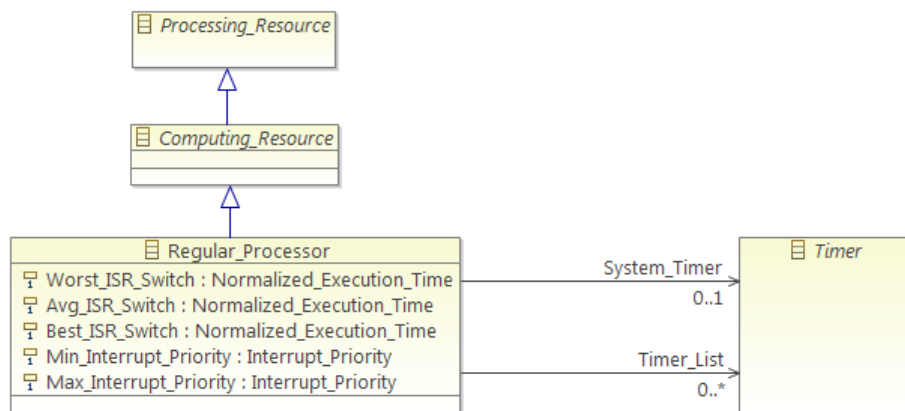 Processing_Resource
Computing_Resource
Regular_Processor
Worst_ISR_Switch : Normalized_Execution_Time
Avg_ISR_Switch : Normalized_Execution_Time
Best_ISR_Switch : Normalized_Execution_Time
Min_Interrupt_Priority : Interrupt_Priority
Max_Interrupt_Priority : Interrupt_Priority
System_Timer
0..1
Timer_List
0..*
Timer